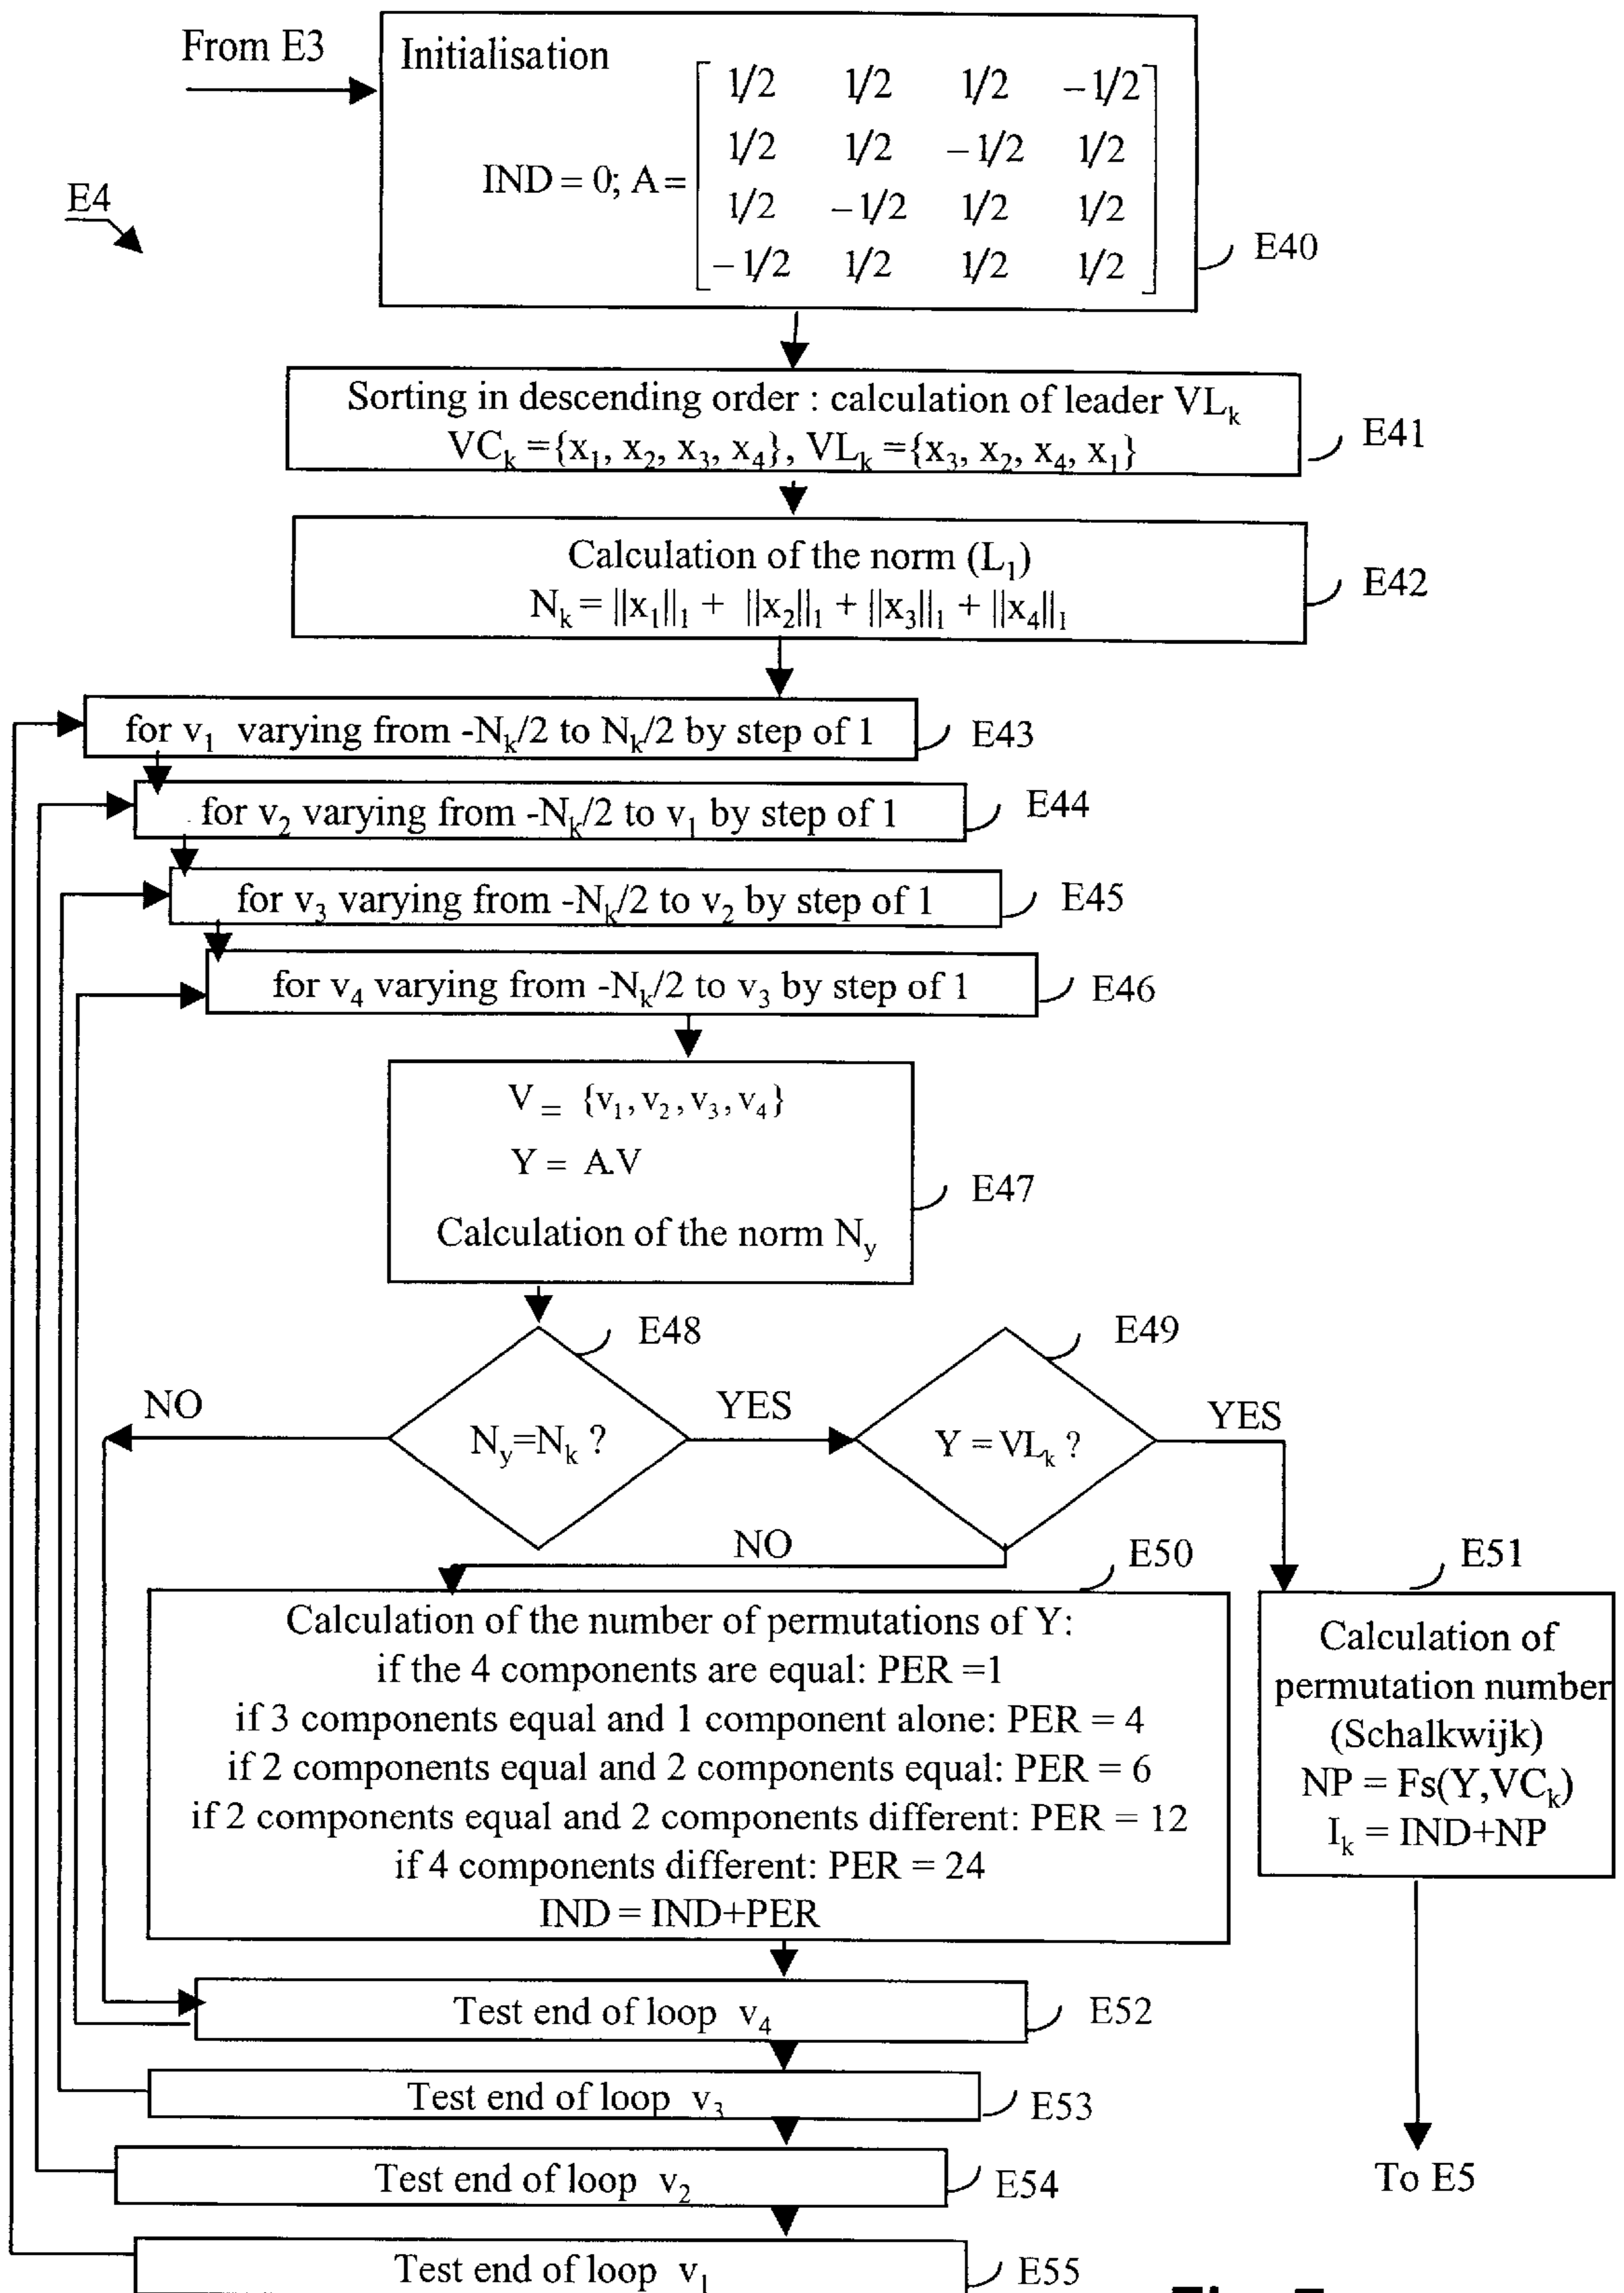 From E3
Initialisation
IND = 0; A =
1/2 1/2 1/2 −1/2
1/2 1/2 −1/2 1/2
1/2 −1/2 1/2 1/2
−1/2 1/2 1/2 1/2
E4
E40
Sorting in descending order : calculation of leader VLk
VCk ={x1, x2, x3, x4}, VLk ={x3, x2, x4, x1}
E41
Calculation of the norm (L1)
Nk = ||x1||1 + ||x2||1 + ||x3||1 + ||x4||1
E42
for v1 varying from -Nk/2 to Nk/2 by step of 1
E43
for v2 varying from -Nk/2 to v1 by step of 1
E44
for v3 varying from -Nk/2 to v2 by step of 1
E45
for v4 varying from -Nk/2 to v3 by step of 1
E46
V = {v1, v2, v3, v4}
Y = A.V
Calculation of the norm Ny
E47
E48
E49
NO
Ny=Nk ?
YES
Y = VLk ?
YES
NO
E50
E51
Calculation of the number of permutations of Y:
if the 4 components are equal: PER =1
if 3 components equal and 1 component alone: PER = 4
if 2 components equal and 2 components equal: PER = 6
if 2 components equal and 2 components different: PER = 12
if 4 components different: PER = 24
IND = IND+PER
Calculation of
permutation number
(Schalkwijk)
NP = Fs(Y,VCk)
Ik = IND+NP
Test end of loop v4
E52
Test end of loop v3
E53
Test end of loop v2
E54
To E5
Test end of loop v1
E55